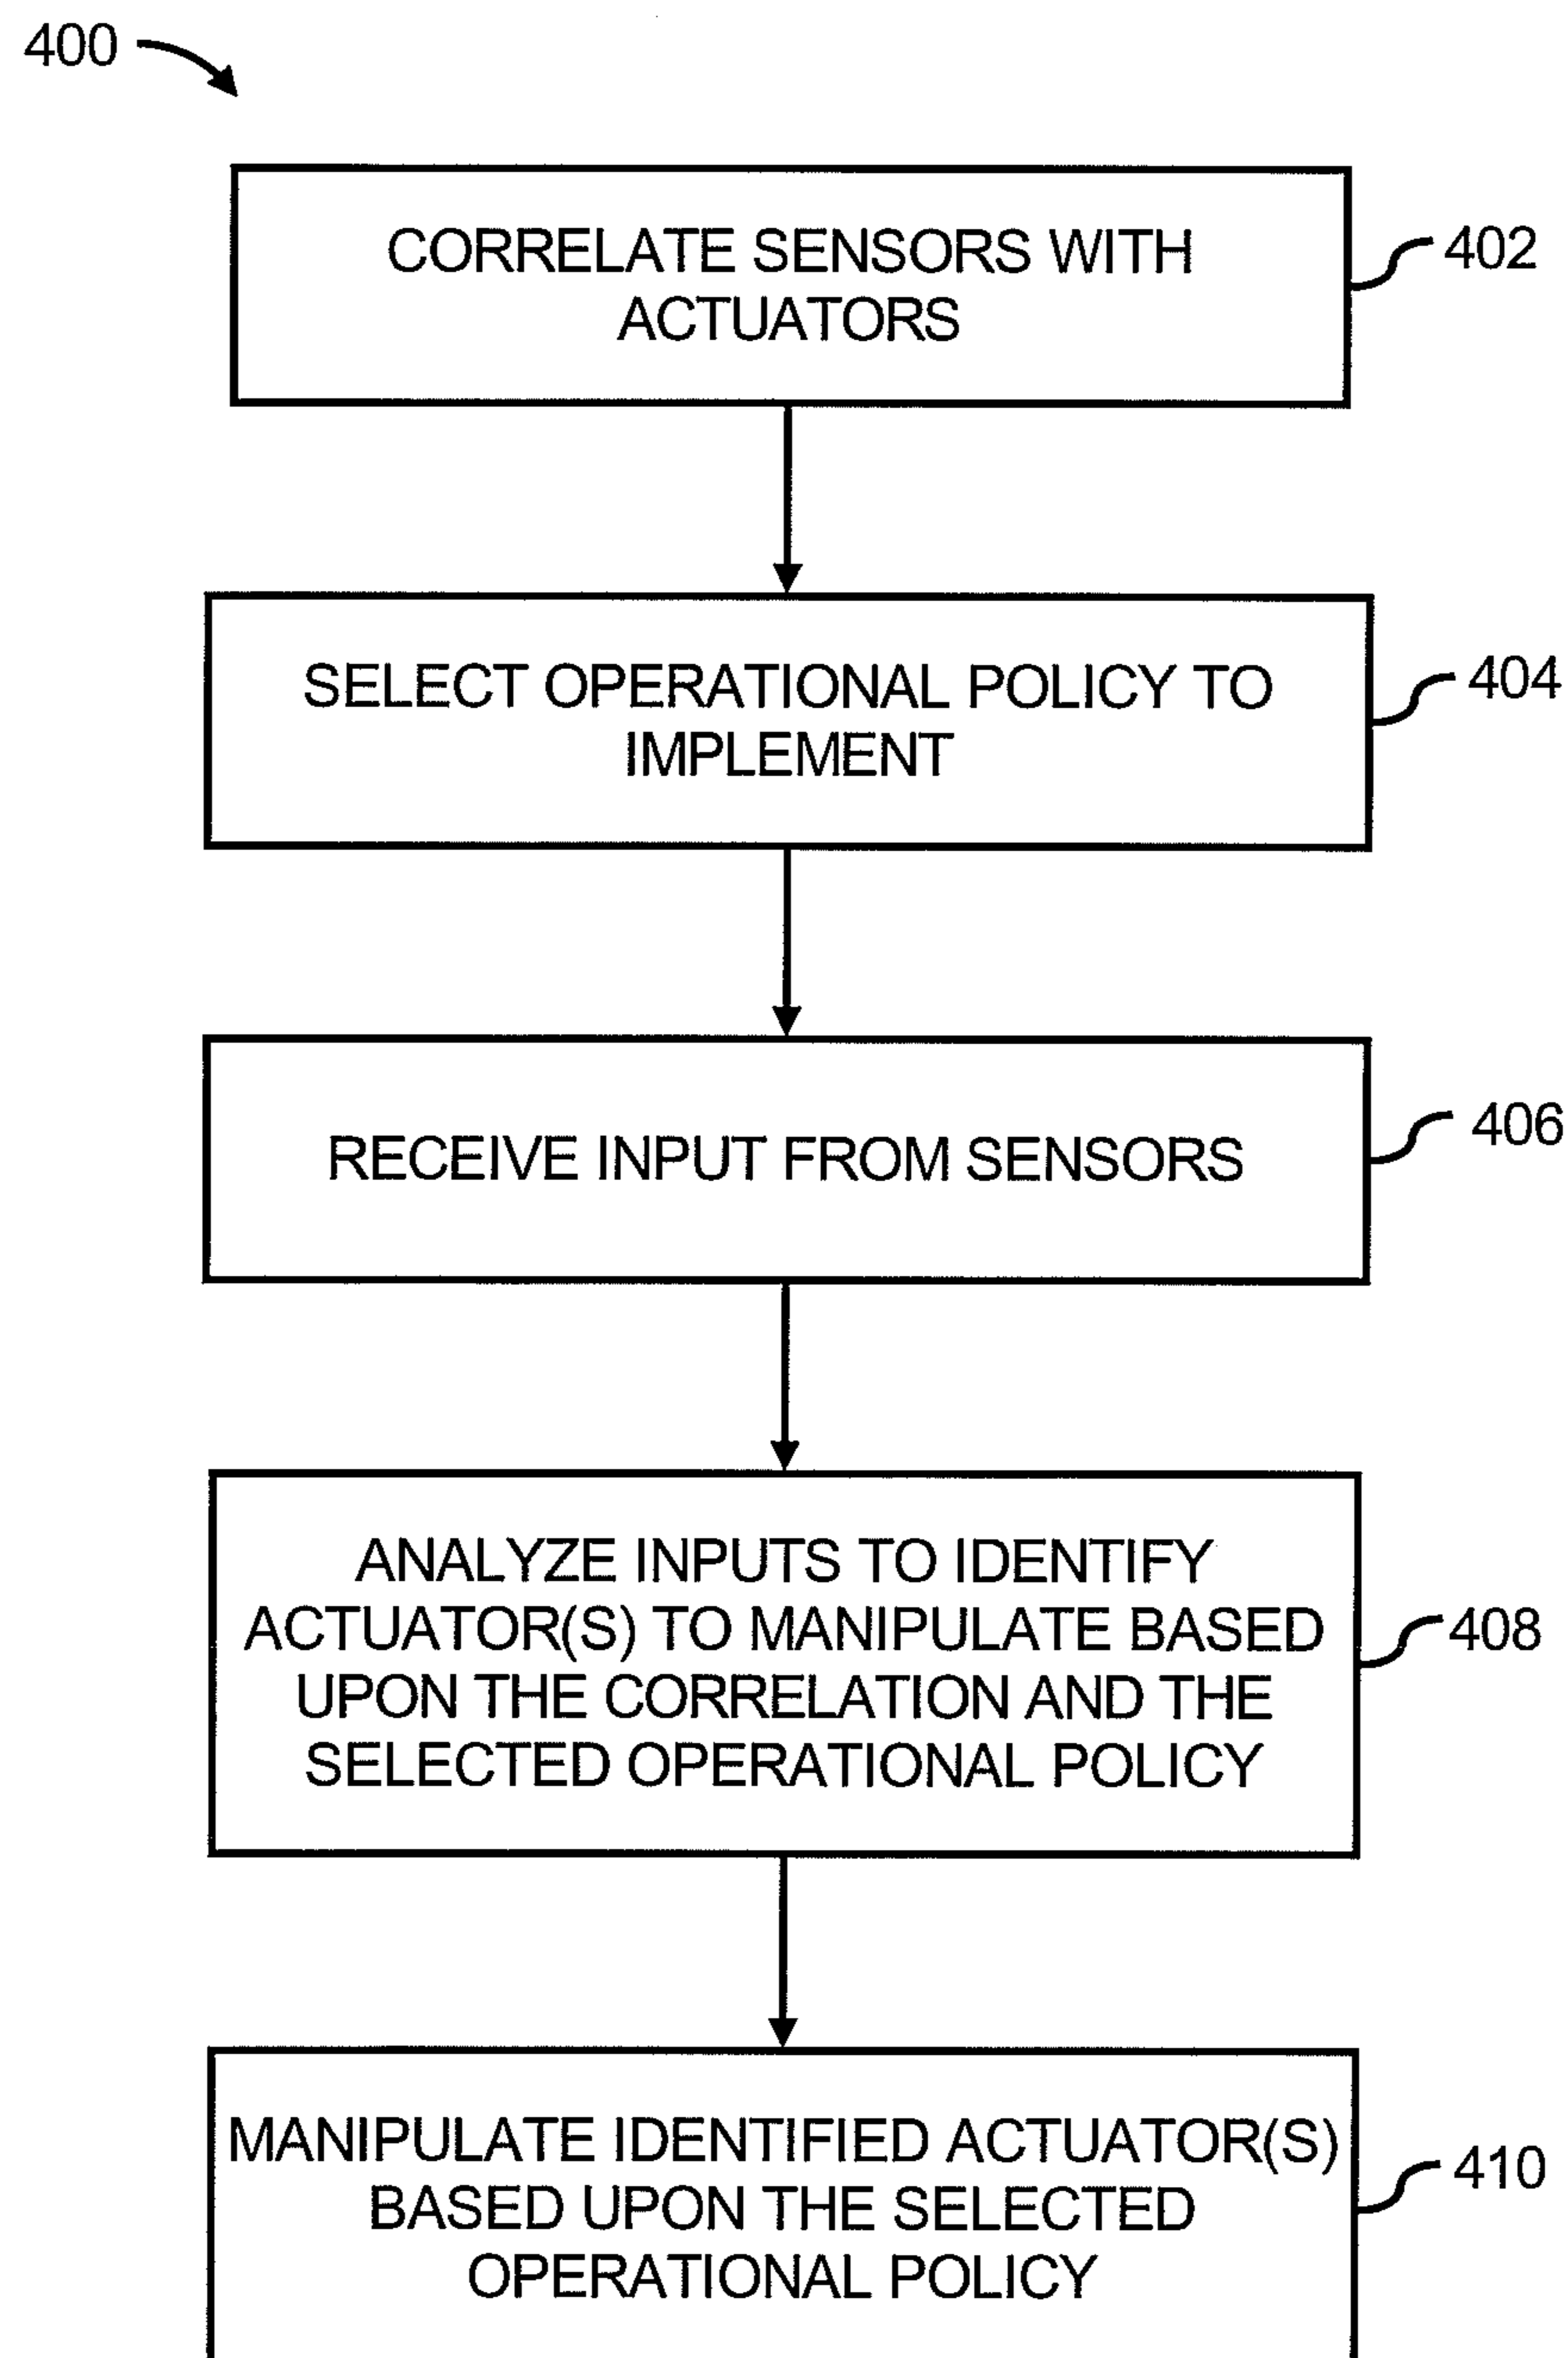 400
CORRELATE SENSORS WITH
ACTUATORS
402
SELECT OPERATIONAL POLICY TO
IMPLEMENT
404
RECEIVE INPUT FROM SENSORS
406
ANALYZE INPUTS TO IDENTIFY
ACTUATOR(S) TO MANIPULATE BASED
UPON THE CORRELATION AND THE
SELECTED OPERATIONAL POLICY
408
MANIPULATE IDENTIFIED ACTUATOR(S)
BASED UPON THE SELECTED
OPERATIONAL POLICY
410